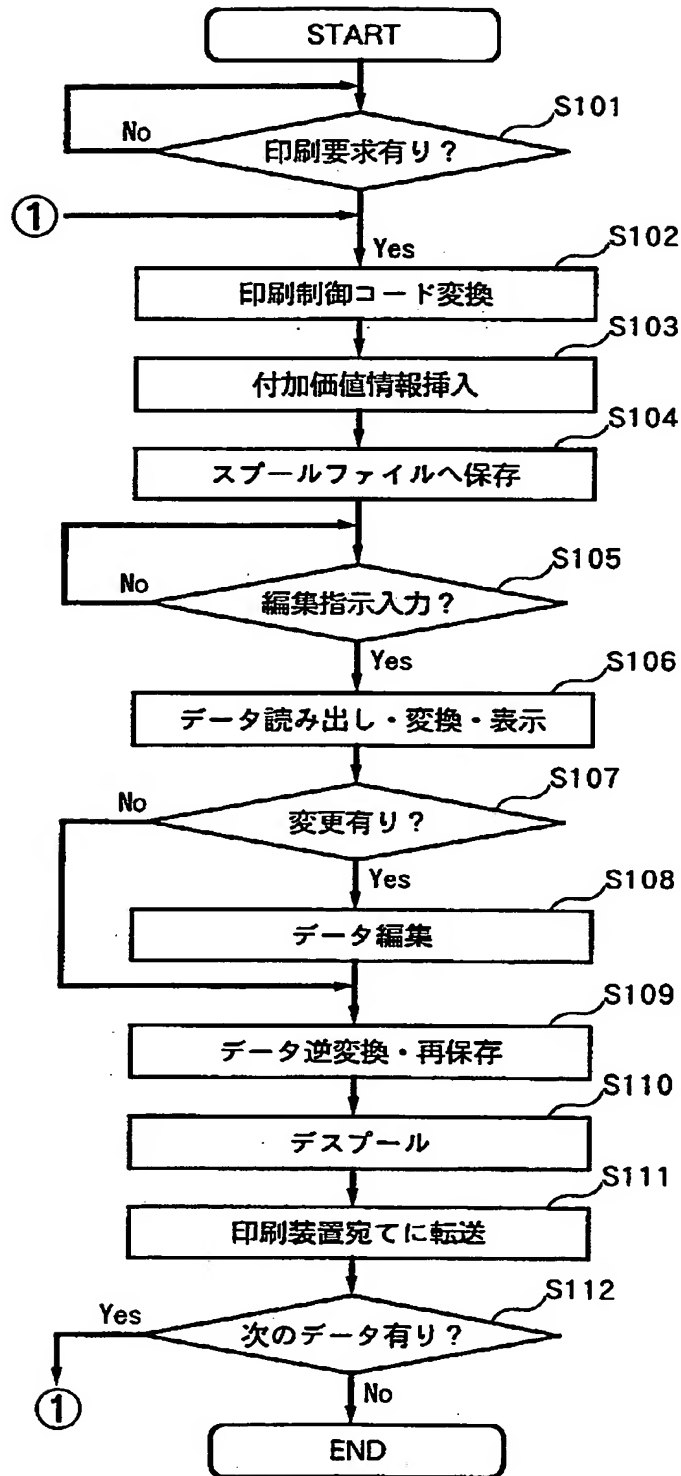 START
S101
No
印刷要求有り？
①
Yes
S102
印刷制御コード変換
S103
付加価値情報挿入
S104
スプールファイルへ保存
S105
No
編集指示入力？
Yes
S106
データ読み出し・変換・表示
S107
No
変更有り？
Yes
S108
データ編集
S109
データ逆変換・再保存
S110
デスプール
S111
印刷装置宛てに転送
S112
Yes
次のデータ有り？
①
No
END